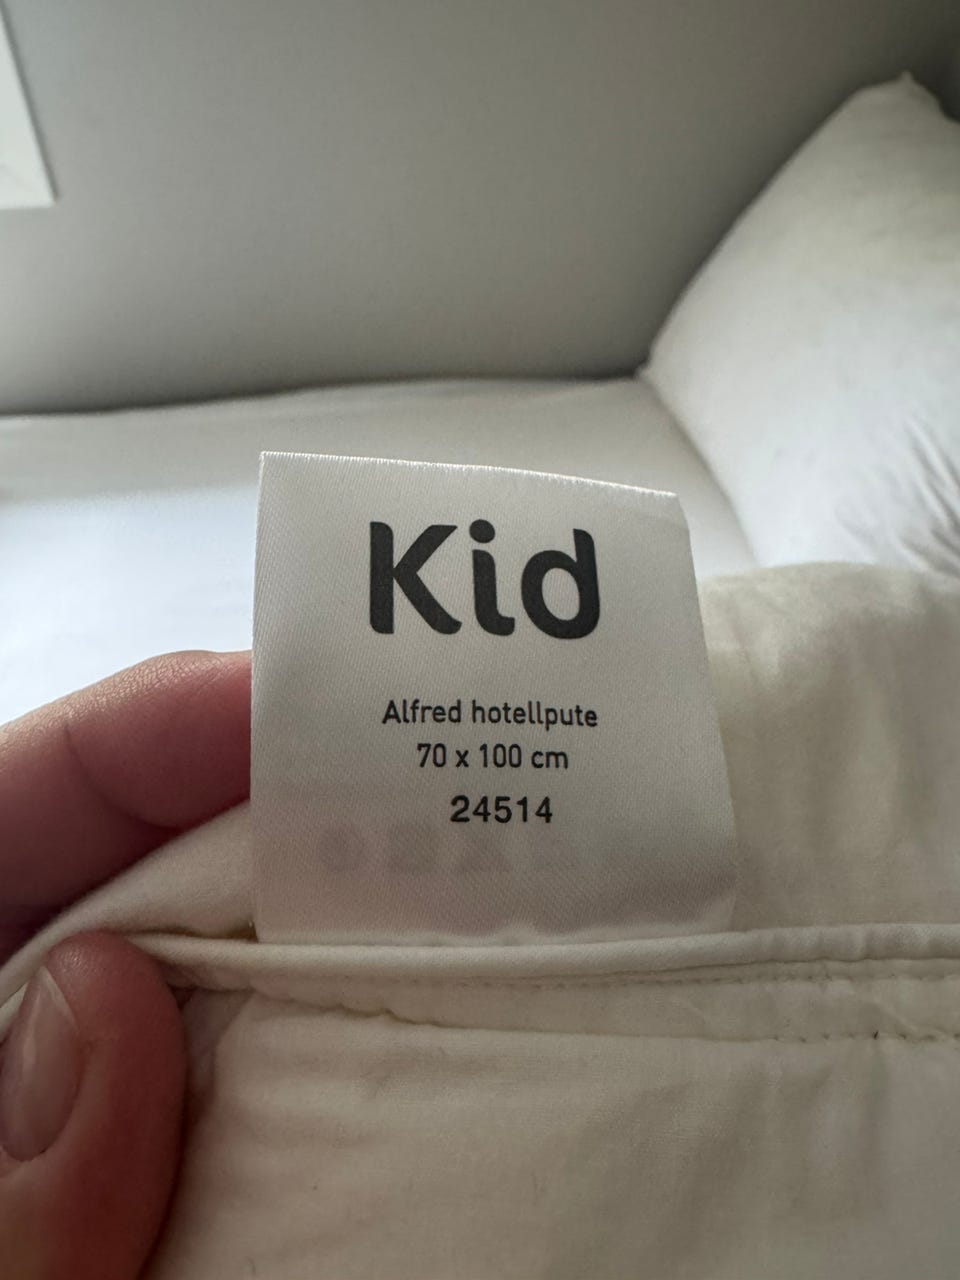 Kid
Alfred hotellpute
70 x 100 cm
24514